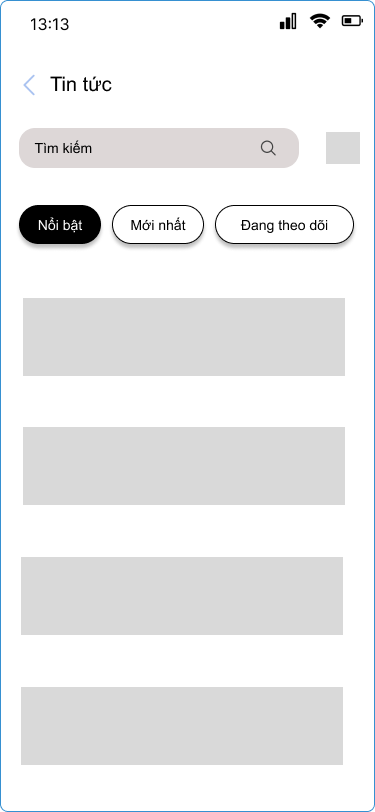 13:13
Tin tức
Tìm kiếm
Nổi bật
Mới nhất
Đang theo dõi